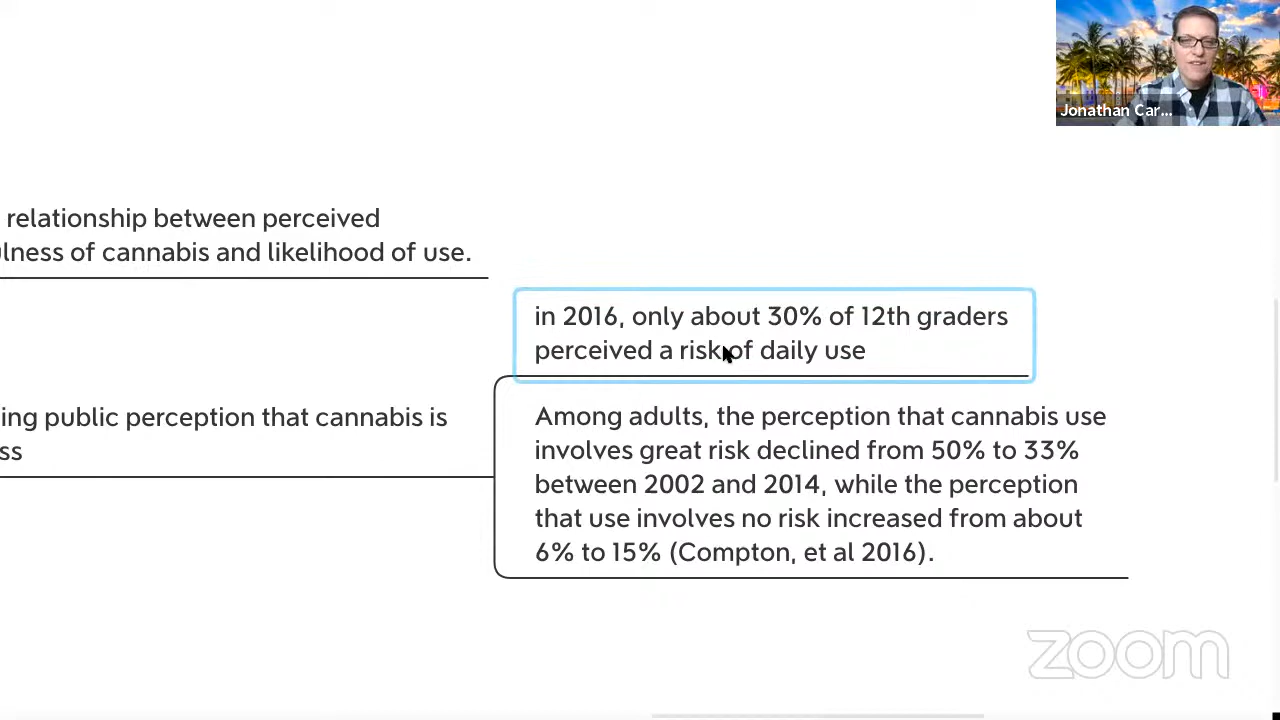 Jonathan Car...
relationship between perceived
lness of cannabis and likelihood of use.
in 2016, only about 30% of 12th graders
perceived a risk of daily use
ing public perception that cannabis is
ss
Among adults, the perception that cannabis use
involves great risk declined from 50% to 33%
between 2002 and 2014, while the perception
that use involves no risk increased from about
6% to 15% (Compton, et al 2016).
zoom